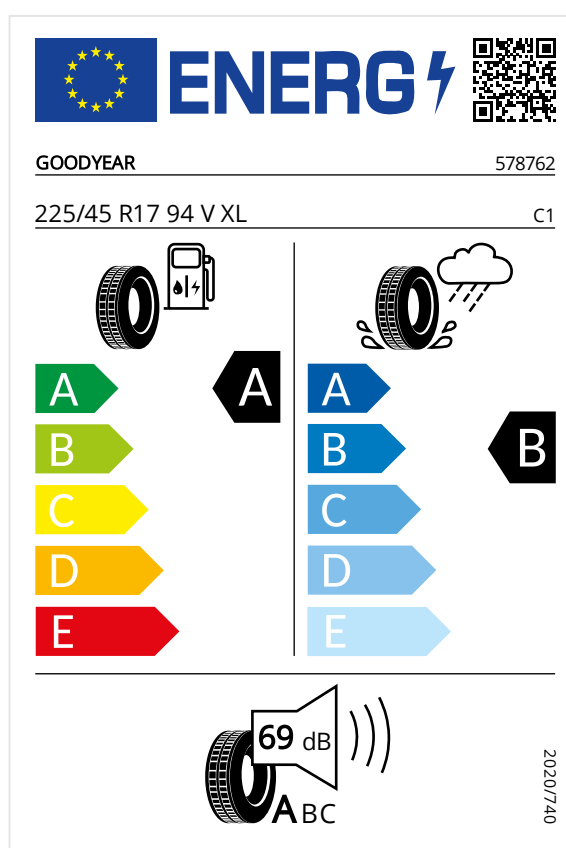 ENERG
GOODYEAR 578762
225/45 R17 94 V XL C1
A A A
B B B
C C
D D
E E
69 dB
ABC
2020/740